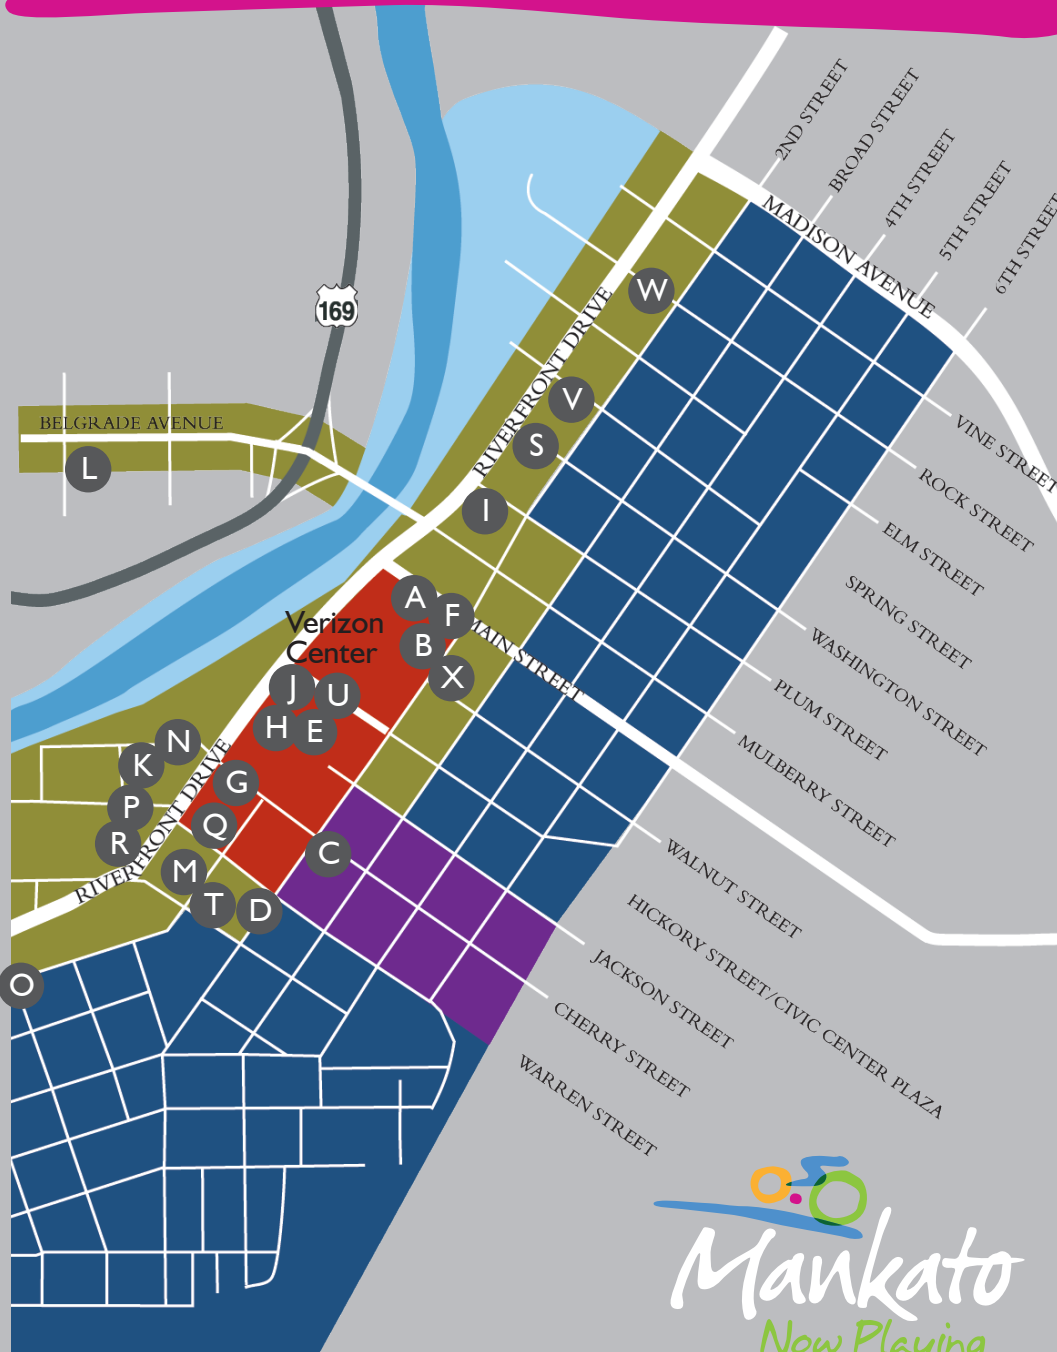 2ND STREET
BROAD STREET
4TH STREET
5TH STREET
6TH STREET
MADISON AVENUE
W
169
RIVERFRONT DRIVE
V
BELGRADE AVENUE
S
L
VINE STREET
ROCK STREET
I
ELM STREET
A
F
SPRING STREET
Verizon
Center
B
MAIN STREET
WASHINGTON STREET
X
J
U
PLUM STREET
H
E
N
MULBERRY STREET
K
G
P
RIVERFRONT DRIVE
Q
R
C
WALNUT STREET
M
T
D
HICKORY STREET/CIVIC CENTER PLAZA
JACKSON STREET
O
CHERRY STREET
WARREN STREET
Mankato
Now Playing